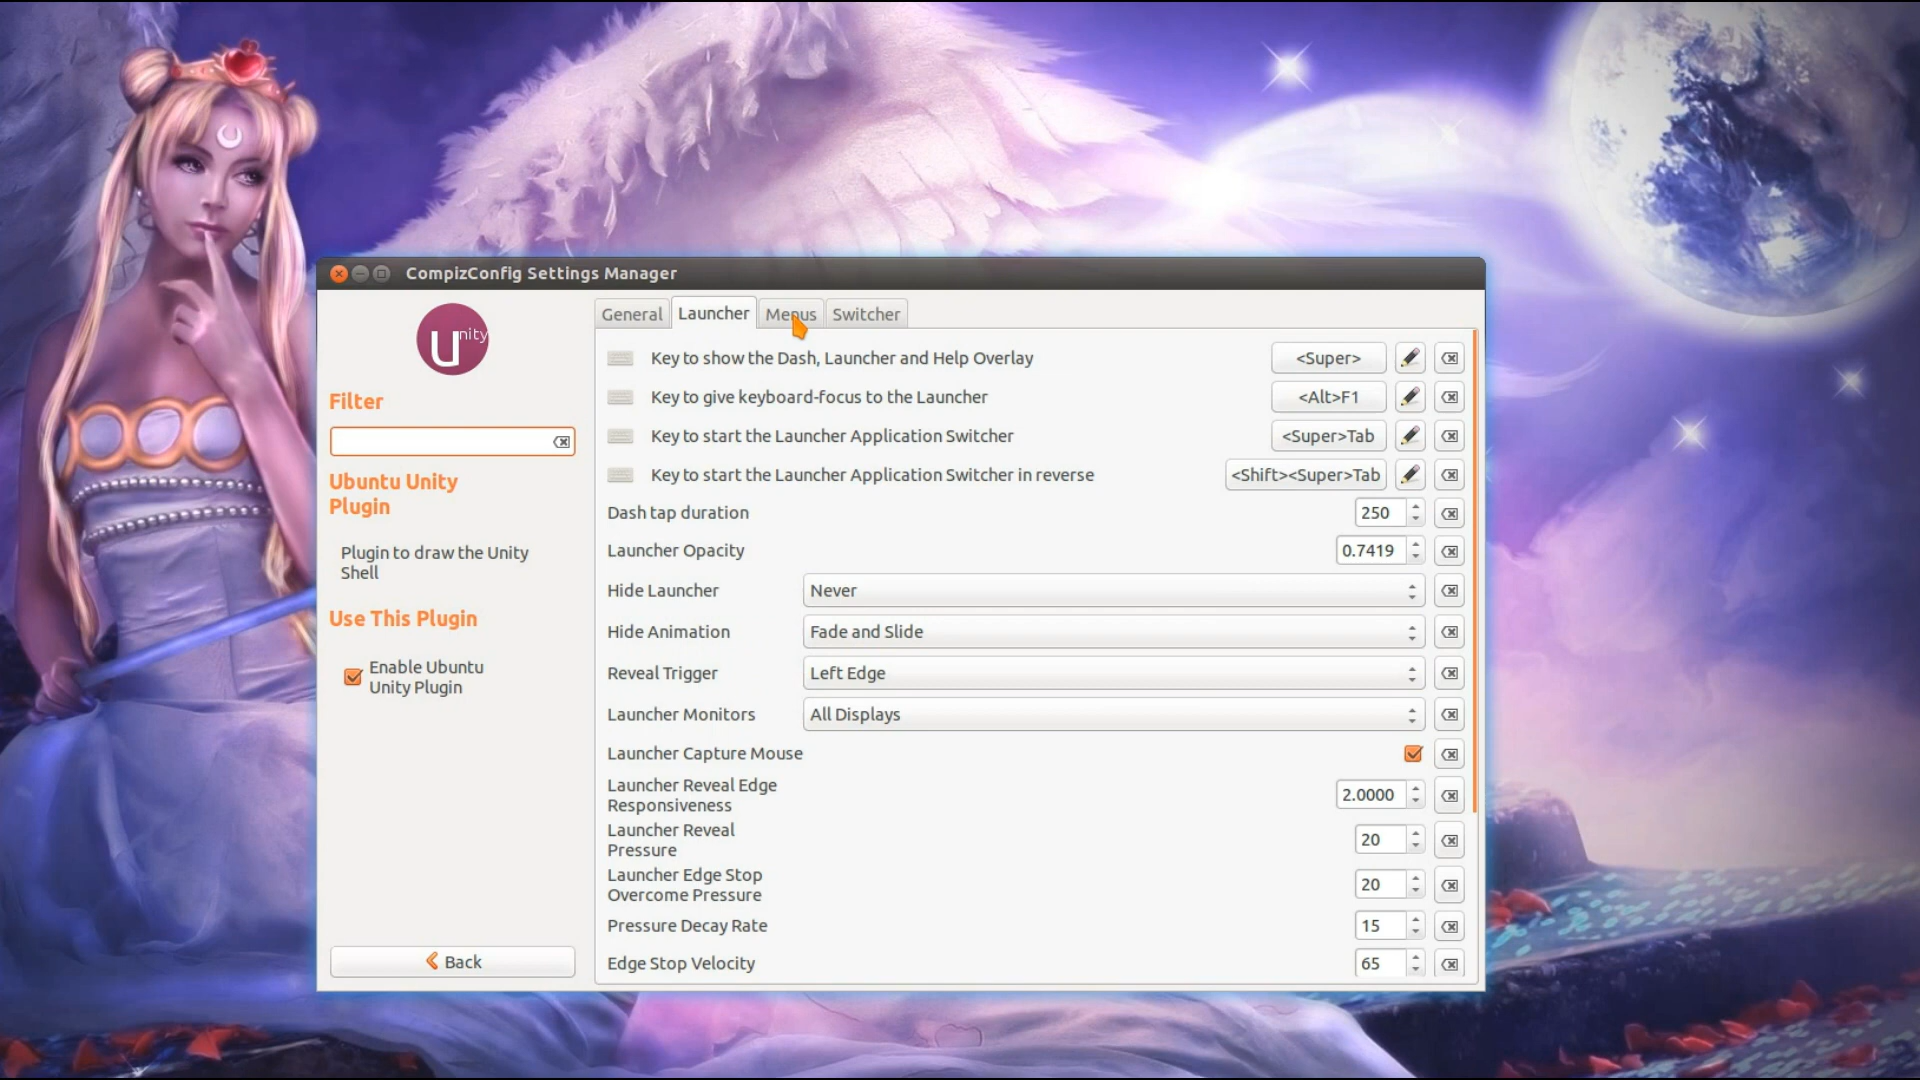 CompizConfig Settings Manager
Unity
Filter
Ubuntu Unity
Plugin
Plugin to draw the Unity
Shell
Use This Plugin
Enable Ubuntu
Unity Plugin
Back
General Launcher Menus Switcher
Key to show the Dash, Launcher and Help Overlay <Super>
Key to give keyboard-focus to the Launcher <Alt>F1
Key to start the Launcher Application Switcher <Super>Tab
Key to start the Launcher Application Switcher in reverse <Shift><Super>Tab
Dash tap duration 250
Launcher Opacity 0.7419
Hide Launcher Never
Hide Animation Fade and Slide
Reveal Trigger Left Edge
Launcher Monitors All Displays
Launcher Capture Mouse
Launcher Reveal Edge
Responsiveness 2.0000
Launcher Reveal
Pressure 20
Launcher Edge Stop
Overcome Pressure 20
Pressure Decay Rate 15
Edge Stop Velocity 65